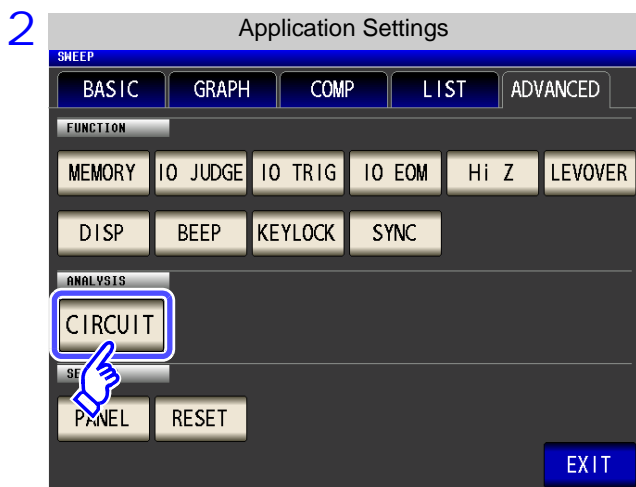 2
Application Settings
SWEEP
BASIC GRAPH COMP LIST ADVANCED
FUNCTION
MEMORY IO JUDGE IO TRIG IO EOM Hi Z LEVOVER
DISP BEEP KEYLOCK SYNC
ANALYSIS
CIRCUIT
PANEL RESET
EXIT